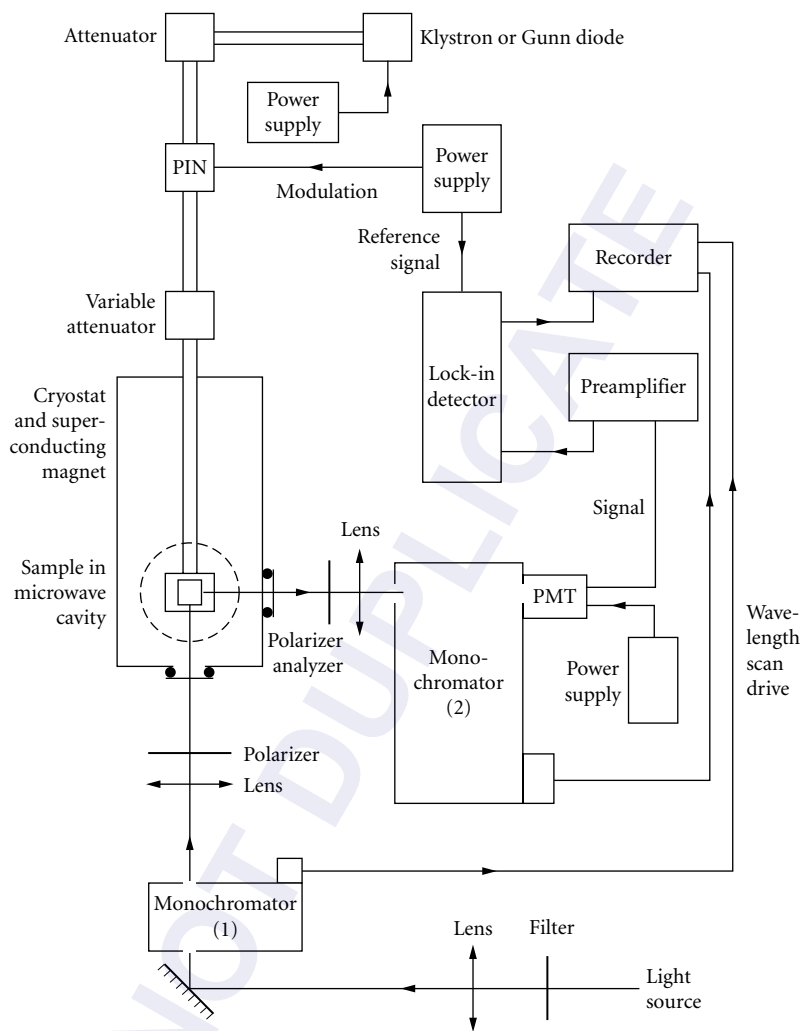 Attenuator
Klystron or Gunn diode
Power
supply
PIN
Modulation
Power
supply
Reference
signal
Recorder
Variable
attenuator
Lock-in
detector
Preamplifier
Cryostat
and super-
conducting
magnet
Signal
Lens
Sample in
microwave
cavity
PMT
Polarizer
analyzer
Mono-
chromator
(2)
Power
supply
Wave-
length
scan
drive
Polarizer
Lens
Monochromator
(1)
Lens
Filter
Light
source
NOT DUPLICATE